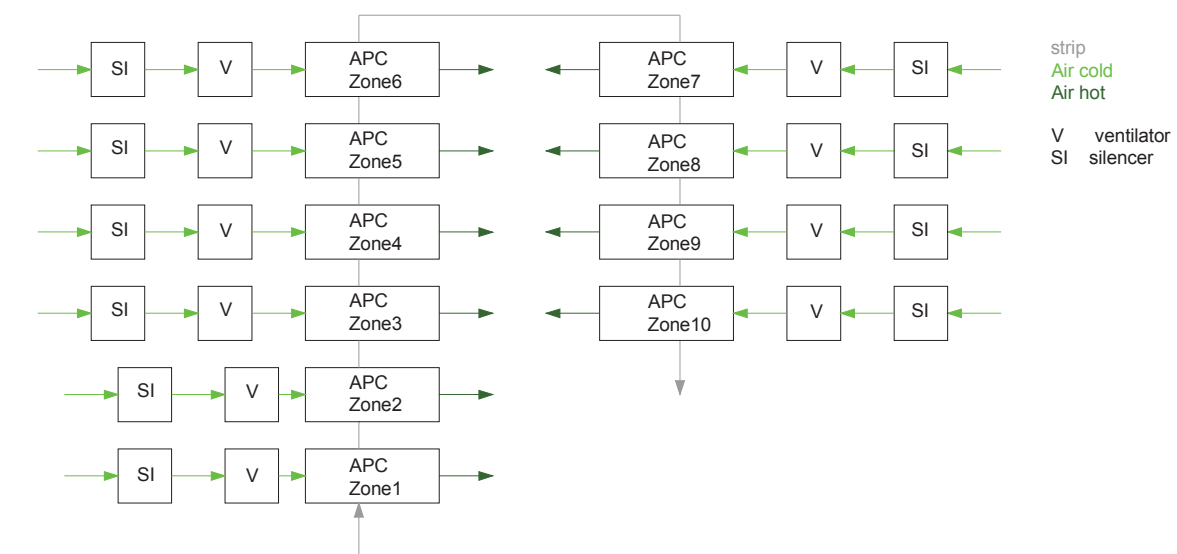 SI V APC Zone6
APC Zone7 V SI
SI V APC Zone5
APC Zone8 V SI
SI V APC Zone4
APC Zone9 V SI
SI V APC Zone3
APC Zone10 V SI
SI V APC Zone2
SI V APC Zone1
strip
Air cold
Air hot
V ventilator
SI silencer